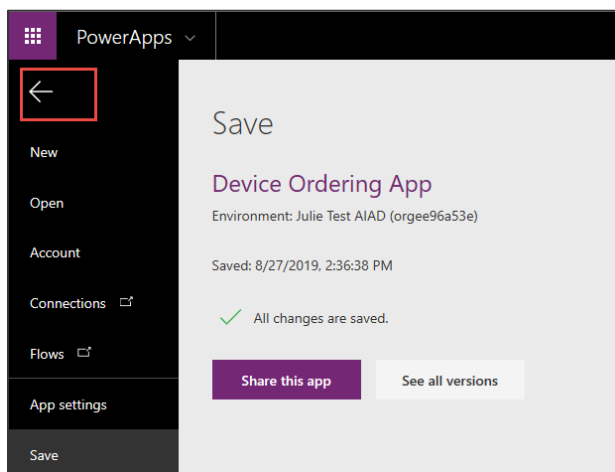 PowerApps
New
Open
Account
Connections
Flows
App settings
Save
Save
Device Ordering App
Environment: Julie Test AIAD (orgee96a53e)
Saved: 8/27/2019, 2:36:38 PM
All changes are saved.
Share this app
See all versions